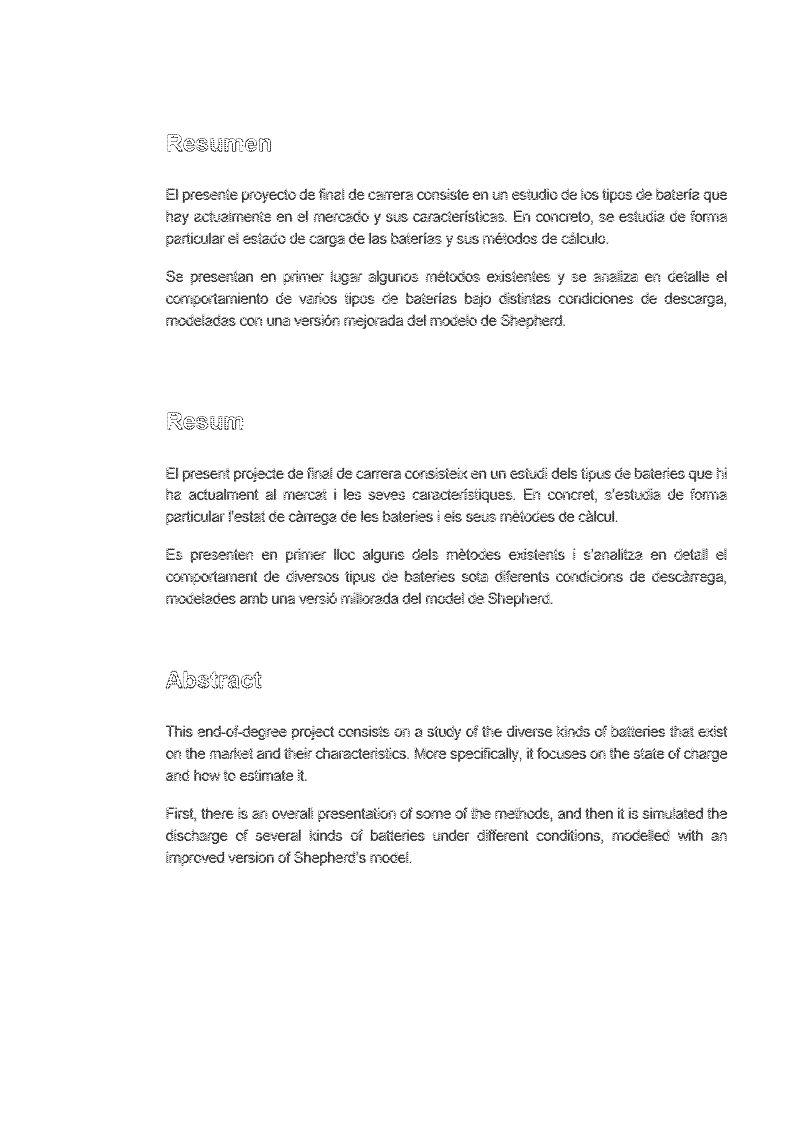 Resumen
El presente proyecto de final de carrera consiste en un estudio de los tipos de batería que
hay actualmente en el mercado y sus características. En concreto, se estudia de forma
particular el estado de carga de las baterías y sus métodos de cálculo.
Se presentan en primer lugar algunos métodos existentes y se analiza en detalle el
comportamiento de varios tipos de baterías bajo distintas condiciones de descarga,
modeladas con una versión mejorada del modelo de Shepherd.
Resum
El present projecte de final de carrera consisteix en un estudi dels tipus de bateries que hi
ha actualment al mercat i les seves característiques. En concret, s'estudia de forma
particular l'estat de càrrega de les bateries i els seus mètodes de càlcul.
Es presenten en primer lloc alguns dels mètodes existents i s'analitza en detall el
comportament de diversos tipus de bateries sota diferents condicions de descàrrega,
modelades amb una versió millorada del model de Shepherd.
Abstract
This end-of-degree project consists on a study of the diverse kinds of batteries that exist
on the market and their characteristics. More specifically, it focuses on the state of charge
and how to estimate it.
First, there is an overall presentation of some of the methods, and then it is simulated the
discharge of several kinds of batteries under different conditions, modelled with an
improved version of Shepherd's model.